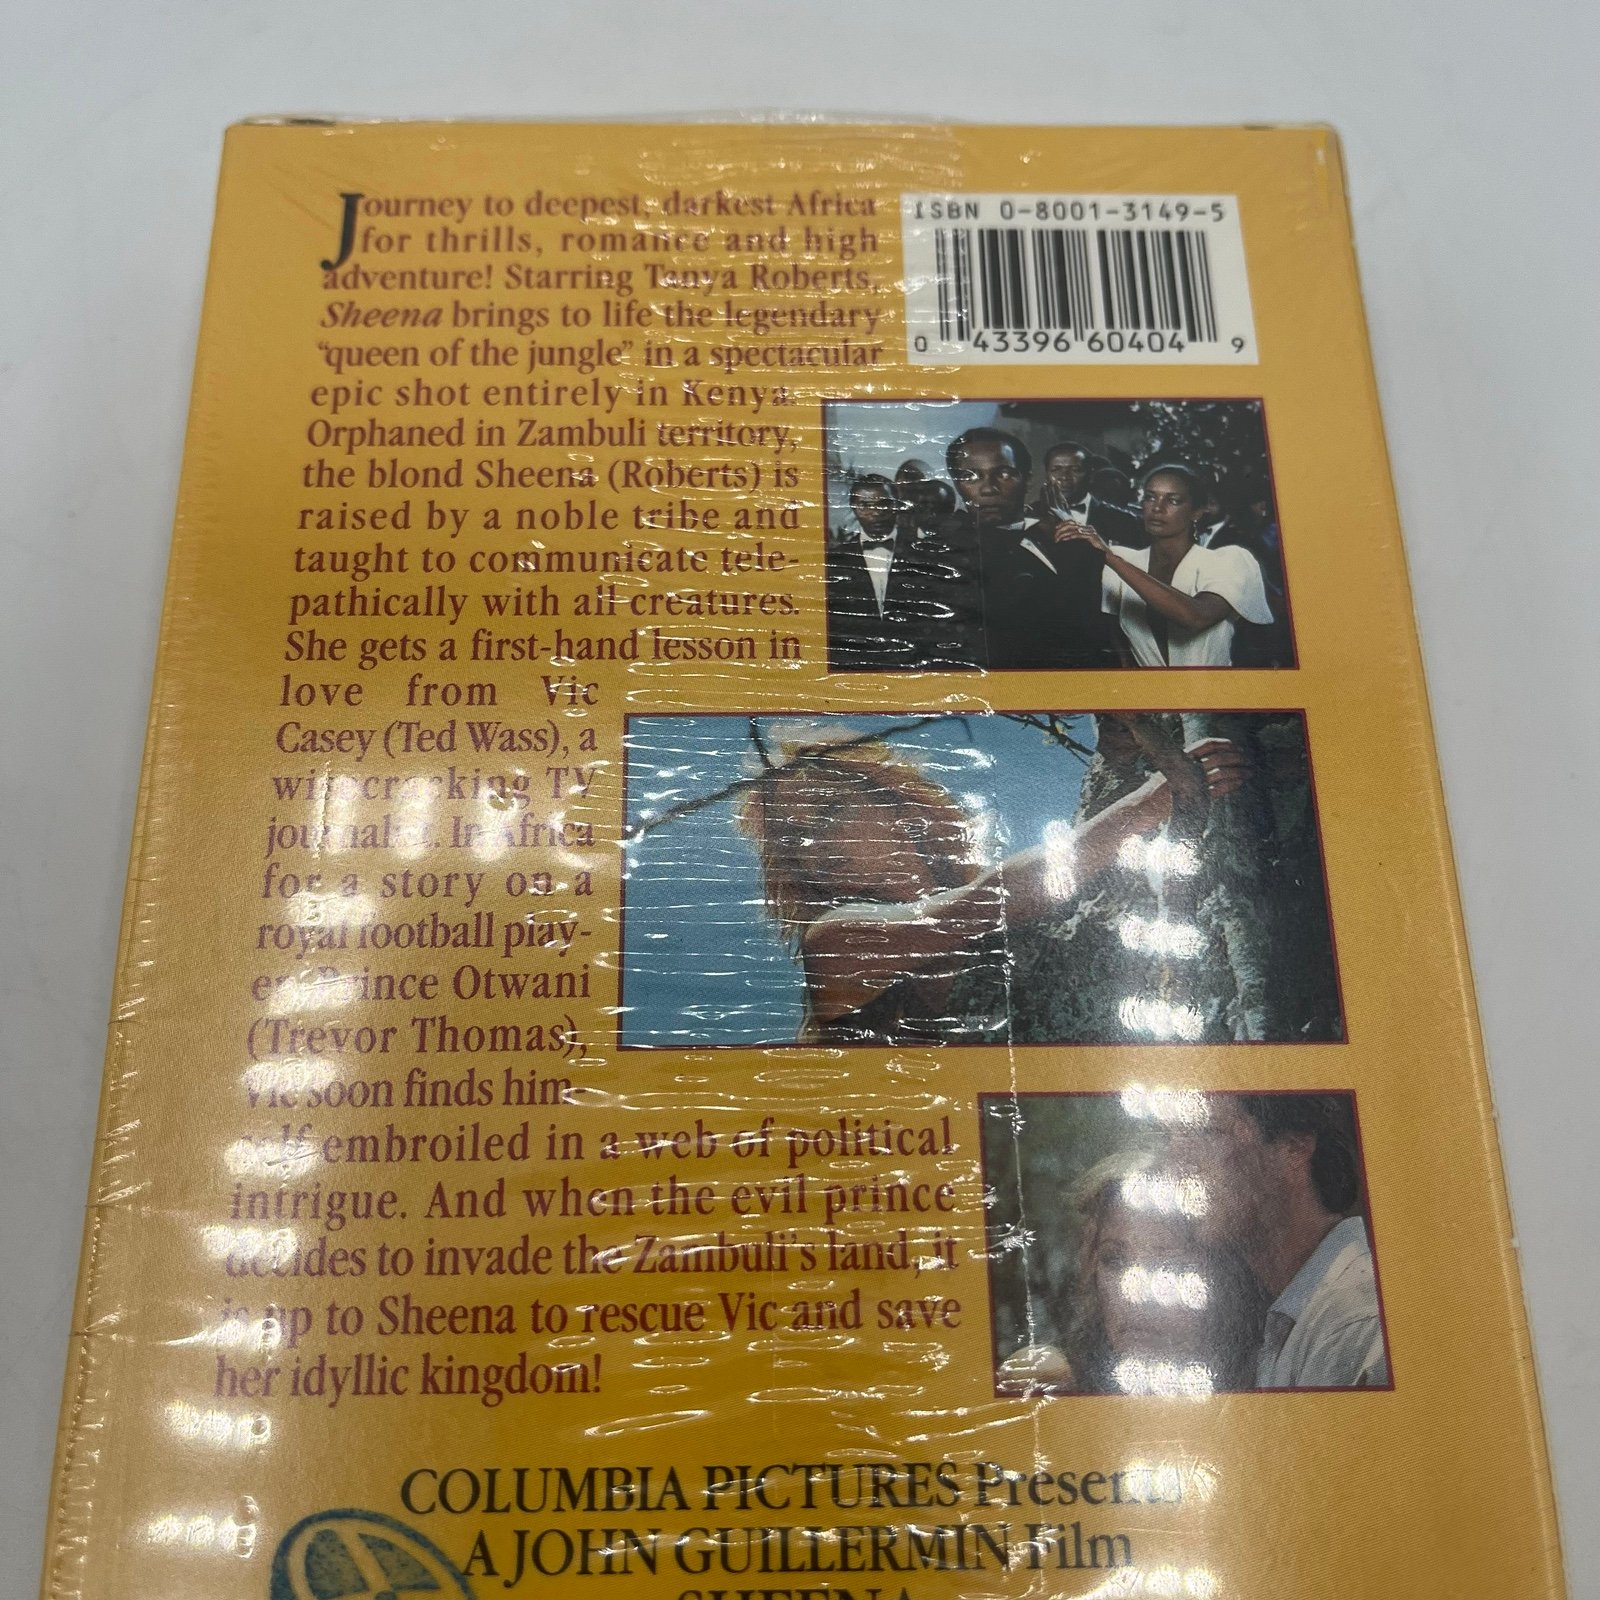 Journey to deepest, darkest Africa
for thrills, romance and high
adventure! Starring Tanya Roberts,
Sheena brings to life the legendary
“queen of the jungle” in a spectacular
epic shot entirely in Kenya.
Orphaned in Zambuli territory,
the blond Sheena (Roberts) is
raised by a noble tribe and
taught to communicate tele-
pathically with all creatures.
She gets a first-hand lesson in
love from Vic
Casey (Ted Wass), a
wisecracking TV
journalist. In Africa
for a story on a
royal football play-
er, Prince Otwani
(Trevor Thomas),
Vic soon finds him-
self embroiled in a web of political
intrigue. And when the evil prince
decides to invade the Zambuli's land, it
is up to Sheena to rescue Vic and save
her idyllic kingdom!
ISBN 0-8001-3149-5
0 43396 60404 9
COLUMBIA PICTURES Presents
A JOHN GUILLERMIN Film
SHEENA